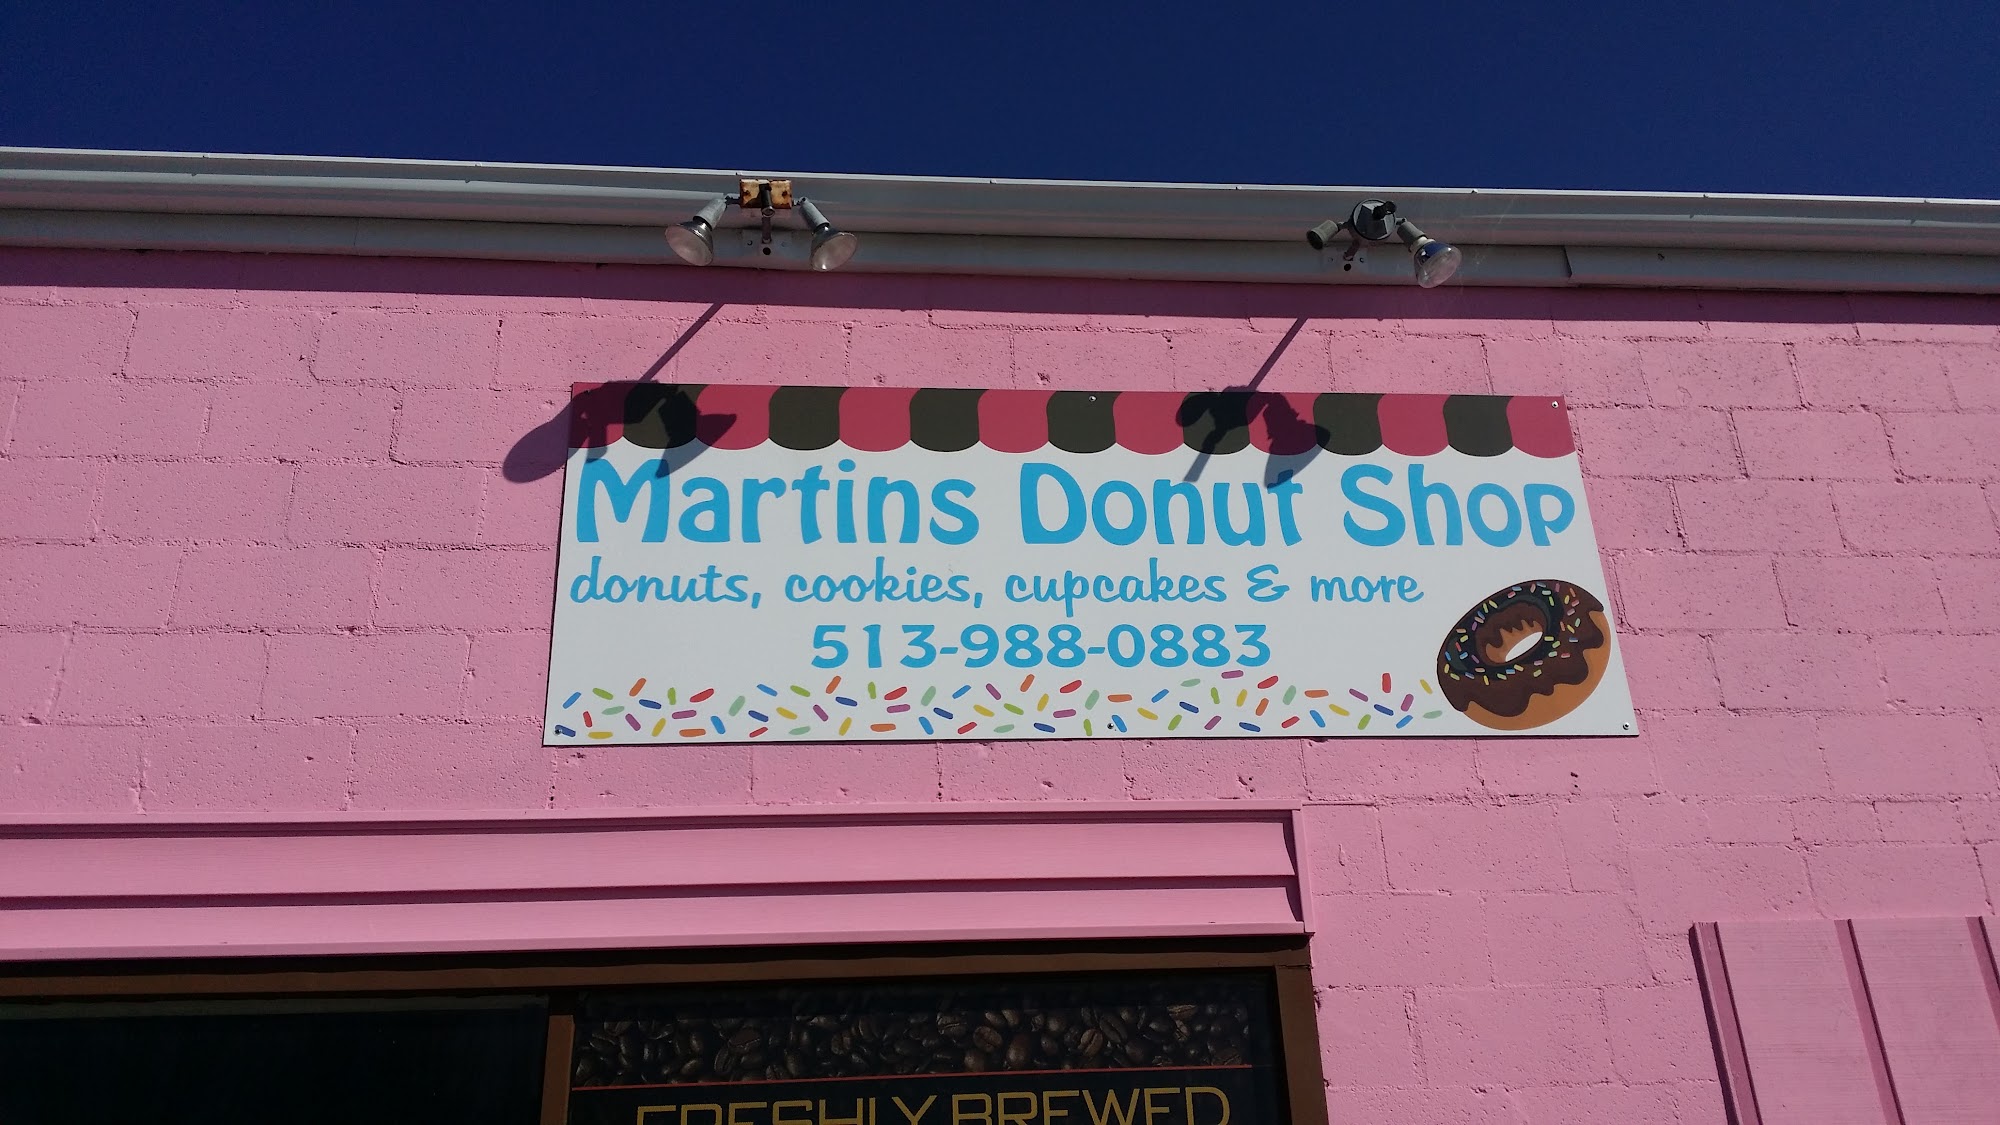 Martins Donut Shop
donuts, cookies, cupcakes & more
513-988-0883
FRESHLY BREWED